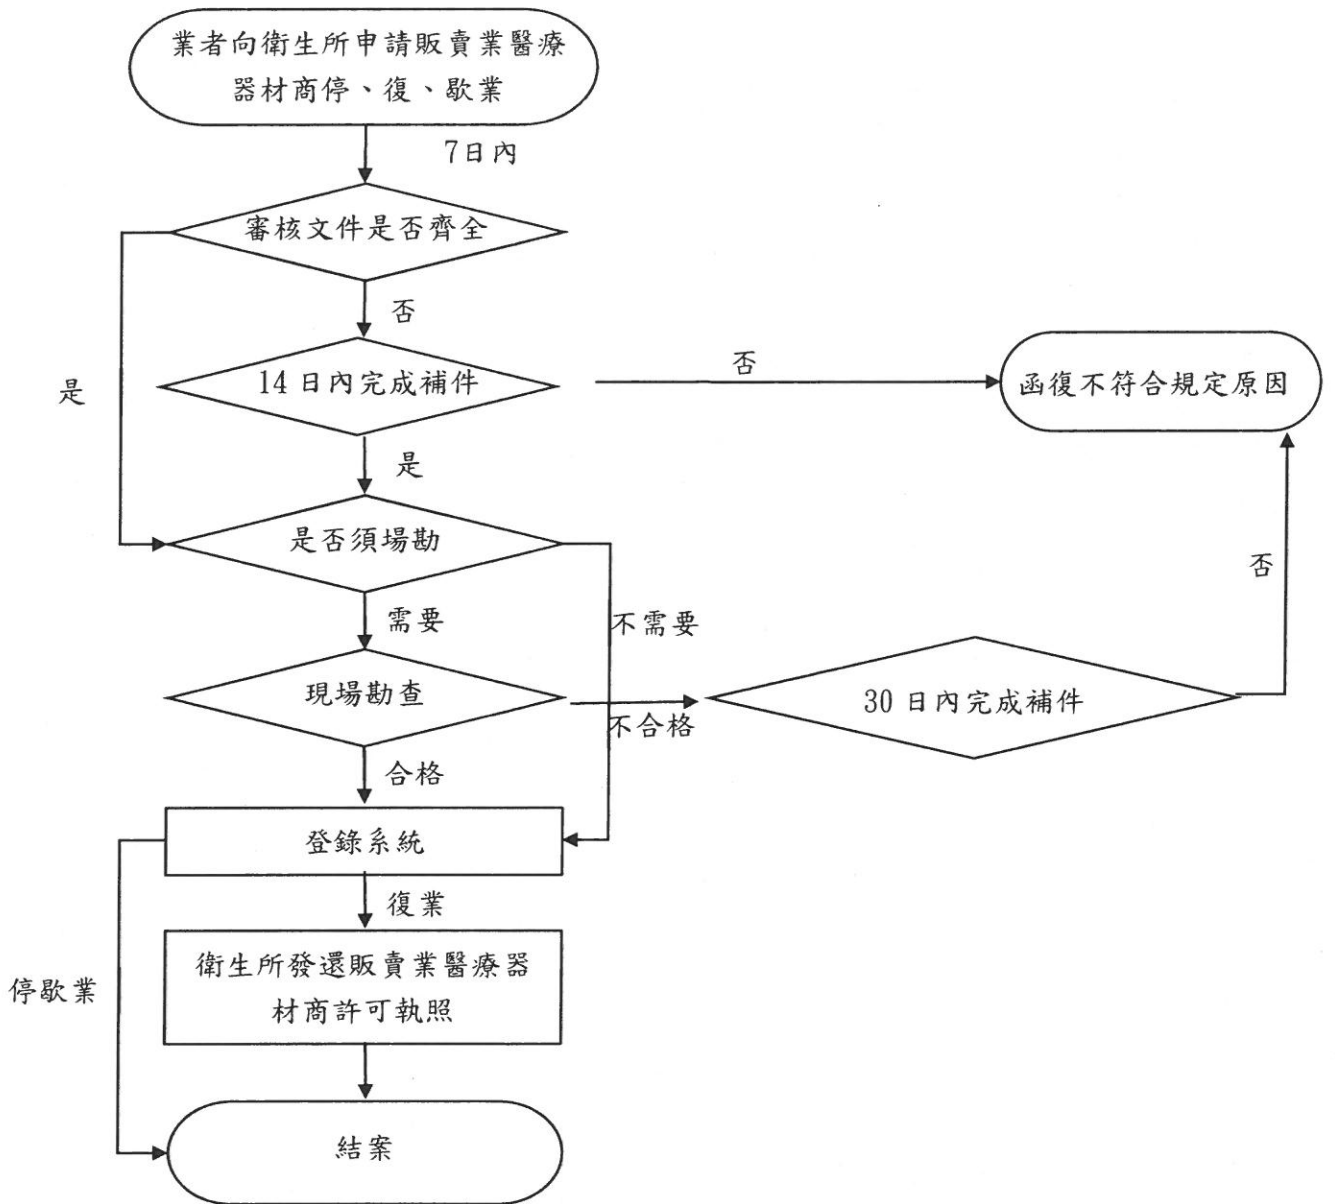 業者向衛生所申請販賣業醫療
器材商停、復、歇業
7日內
審核文件是否齊全
否
是
14 日內完成補件
否
函復不符合規定原因
是
是否須場勘
否
需要
不需要
現場勘查
不合格
30 日內完成補件
合格
登錄系統
復業
停歇業
衛生所發還販賣業醫療器
材商許可執照
結案